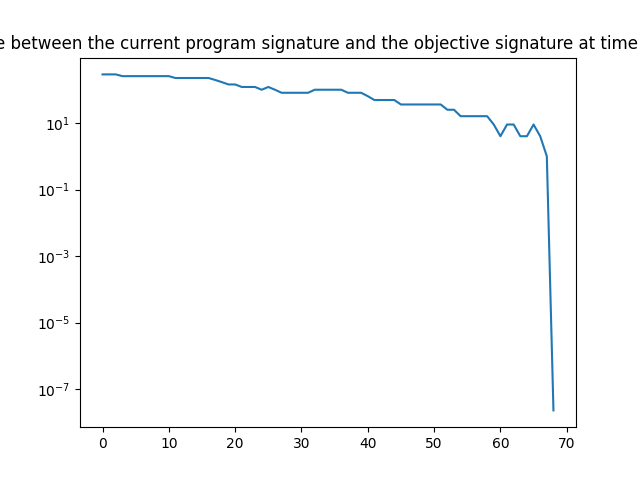 e between the current program signature and the objective signature at time
10^1
10^-1
10^-3
10^-5
10^-7
0 10 20 30 40 50 60 70